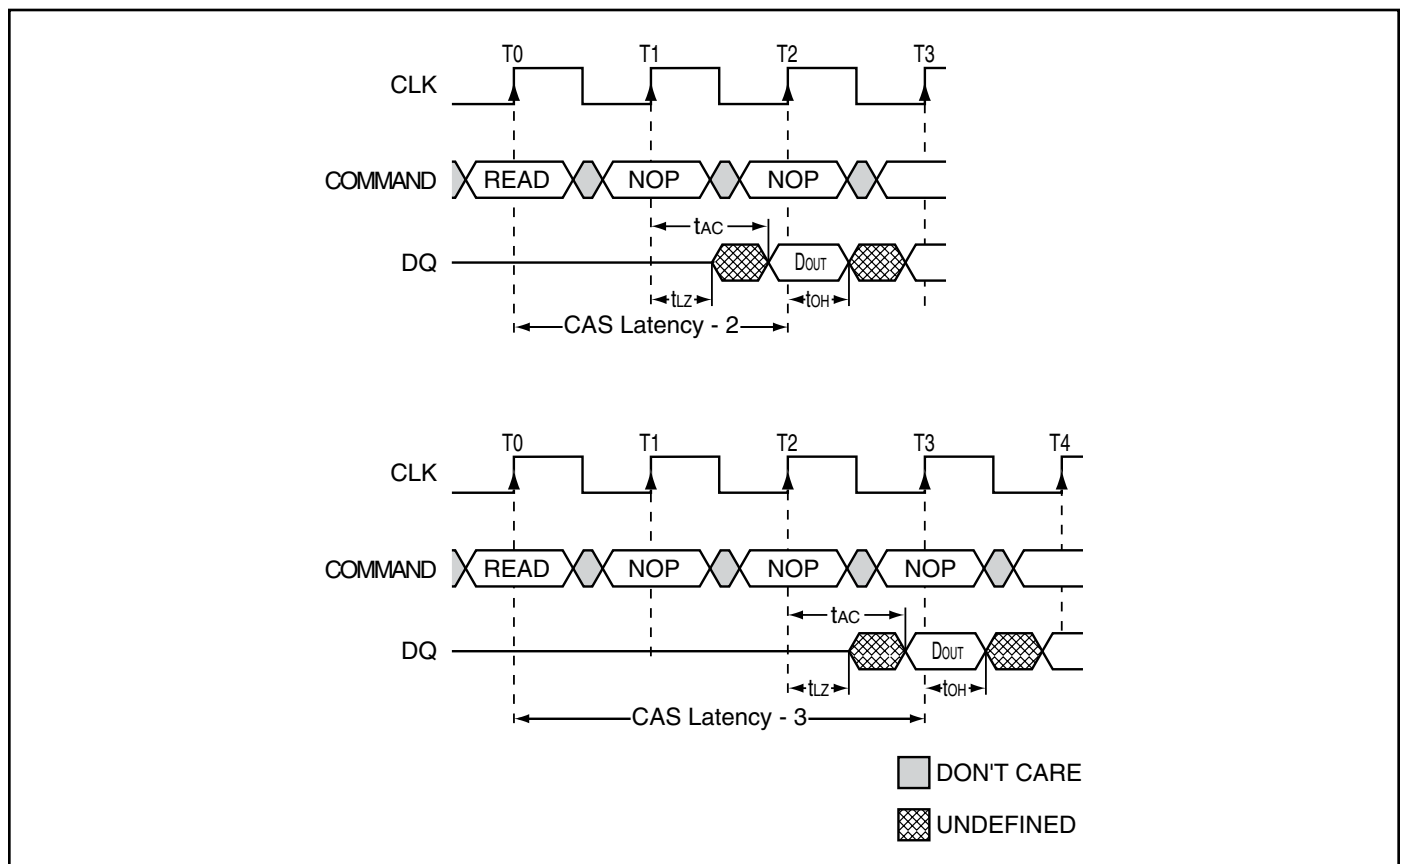 T0 T1 T2 T3
CLK
COMMAND READ NOP NOP
tAC
DQ DOUT
tLZ tOH
CAS Latency - 2
T0 T1 T2 T3 T4
CLK
COMMAND READ NOP NOP NOP
tAC
DQ DOUT
tLZ tOH
CAS Latency - 3
DON'T CARE
UNDEFINED